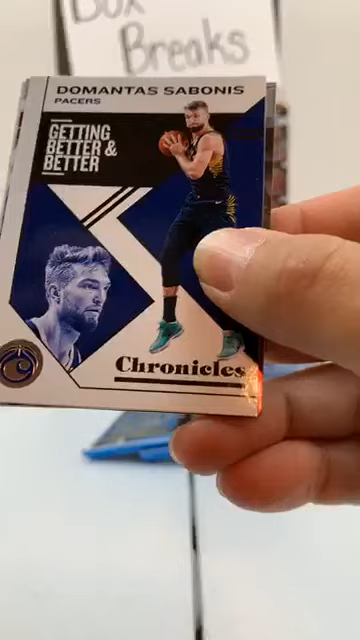 Box
Breaks
DOMANTAS SABONIS
PACERS
GETTING
BETTER &
BETTER
Chronicles
C